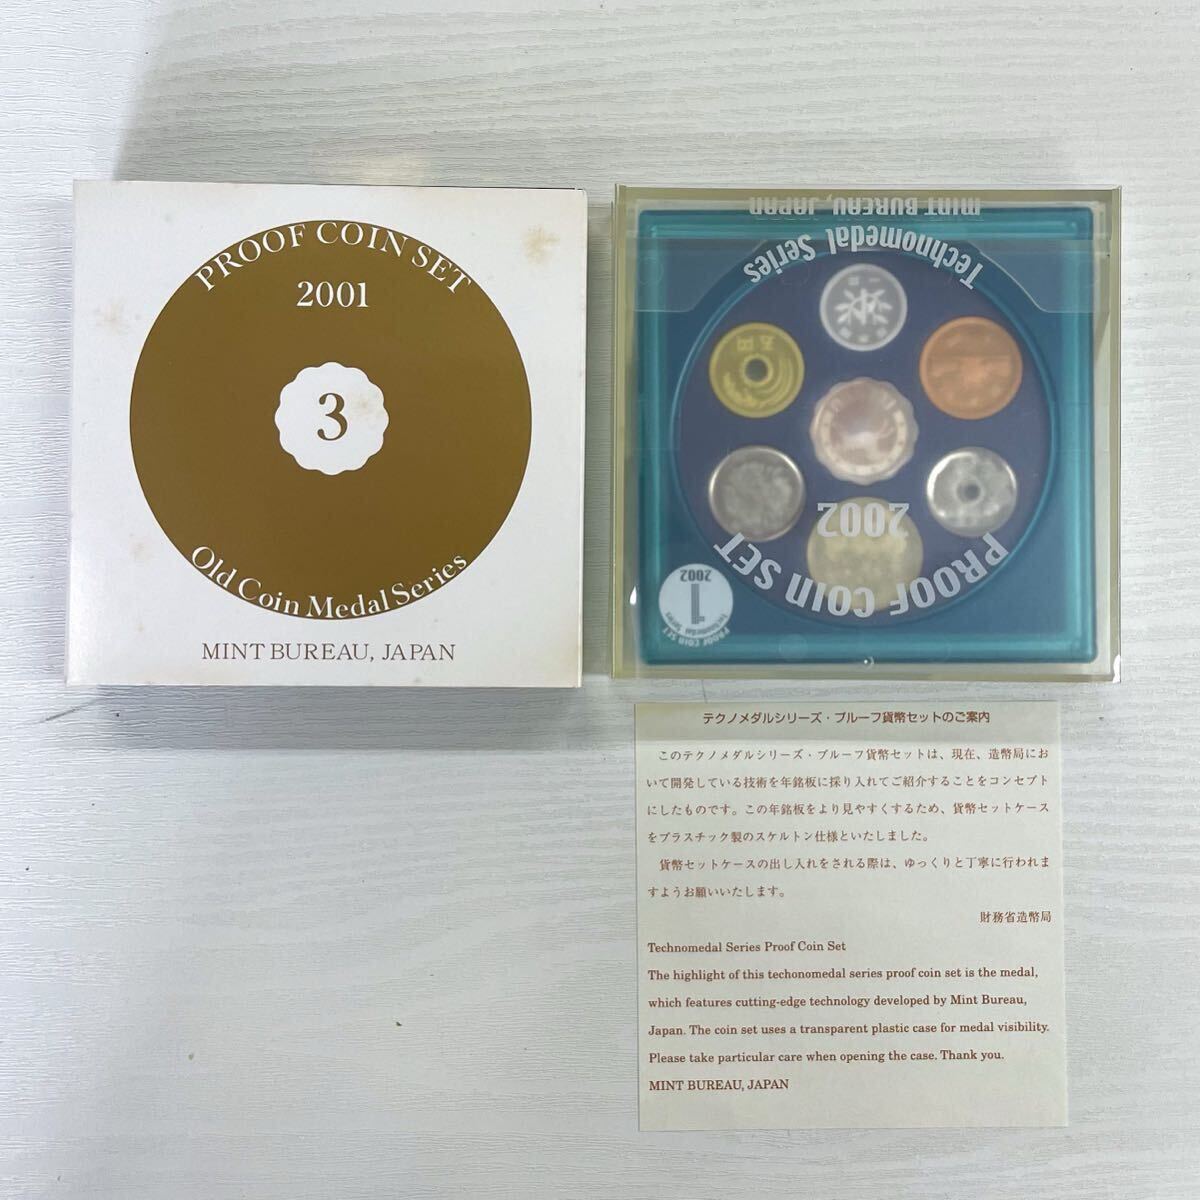 PROOF COIN SET
2001
3
Old Coin Medal Series
MINT BUREAU, JAPAN
MINT BUREAU, JAPAN
Technomedal Series
五円
2002
PROOF COIN SET
PROOF COIN SET
Technomedal Series
1
2002
テクノメダルシリーズ・プルーフ貨幣セットのご案内
このテクノメダルシリーズ・プルーフ貨幣セットは、現在、造幣局にお
いて開発している技術を年銘板に採り入れてご紹介することをコンセプト
にしたものです。この年銘板をより見やすくするため、貨幣セットケース
をプラスチック製のスケルトン仕様といたしました。
貨幣セットケースの出し入れをされる際は、ゆっくりと丁寧に行われま
すようお願いいたします。
財務省造幣局
Technomedal Series Proof Coin Set
The highlight of this techonomedal series proof coin set is the medal,
which features cutting-edge technology developed by Mint Bureau,
Japan. The coin set uses a transparent plastic case for medal visibility.
Please take particular care when opening the case. Thank you.
MINT BUREAU, JAPAN